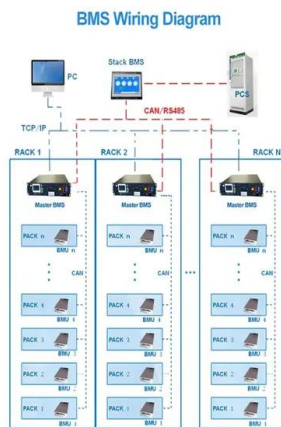 BMS Wiring Diagram
PC
Stack BMS
PCS
CAN/RS485
TCP/IP
RACK 1
RACK 2
RACK N
Master BMS
Master BMS
Master BMS
PACK n
BMU n
PACK n
BMU n
PACK n
BMU n
CAN
CAN
CAN
PACK 4
BMU 4
PACK 4
BMU 4
PACK 4
BMU 4
PACK 3
BMU 3
PACK 3
BMU 3
PACK 3
BMU 3
PACK 2
BMU 2
PACK 2
BMU 2
PACK 2
BMU 2
PACK 1
BMU 1
PACK 1
BMU 1
PACK 1
BMU 1